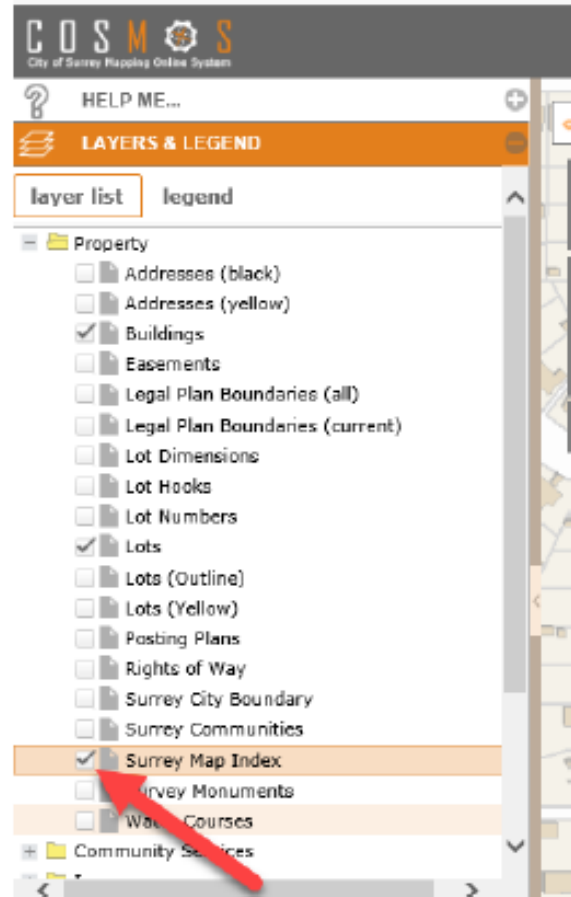 COSMOS
City of Surrey Mapping Online System
HELP ME...
LAYERS & LEGEND
layer list legend
Property
Addresses (black)
Addresses (yellow)
Buildings
Easements
Legal Plan Boundaries (all)
Legal Plan Boundaries (current)
Lot Dimensions
Lot Hooks
Lot Numbers
Lots
Lots (Outline)
Lots (Yellow)
Posting Plans
Rights of Way
Surrey City Boundary
Surrey Communities
Surrey Map Index
Monuments
Courses
Community